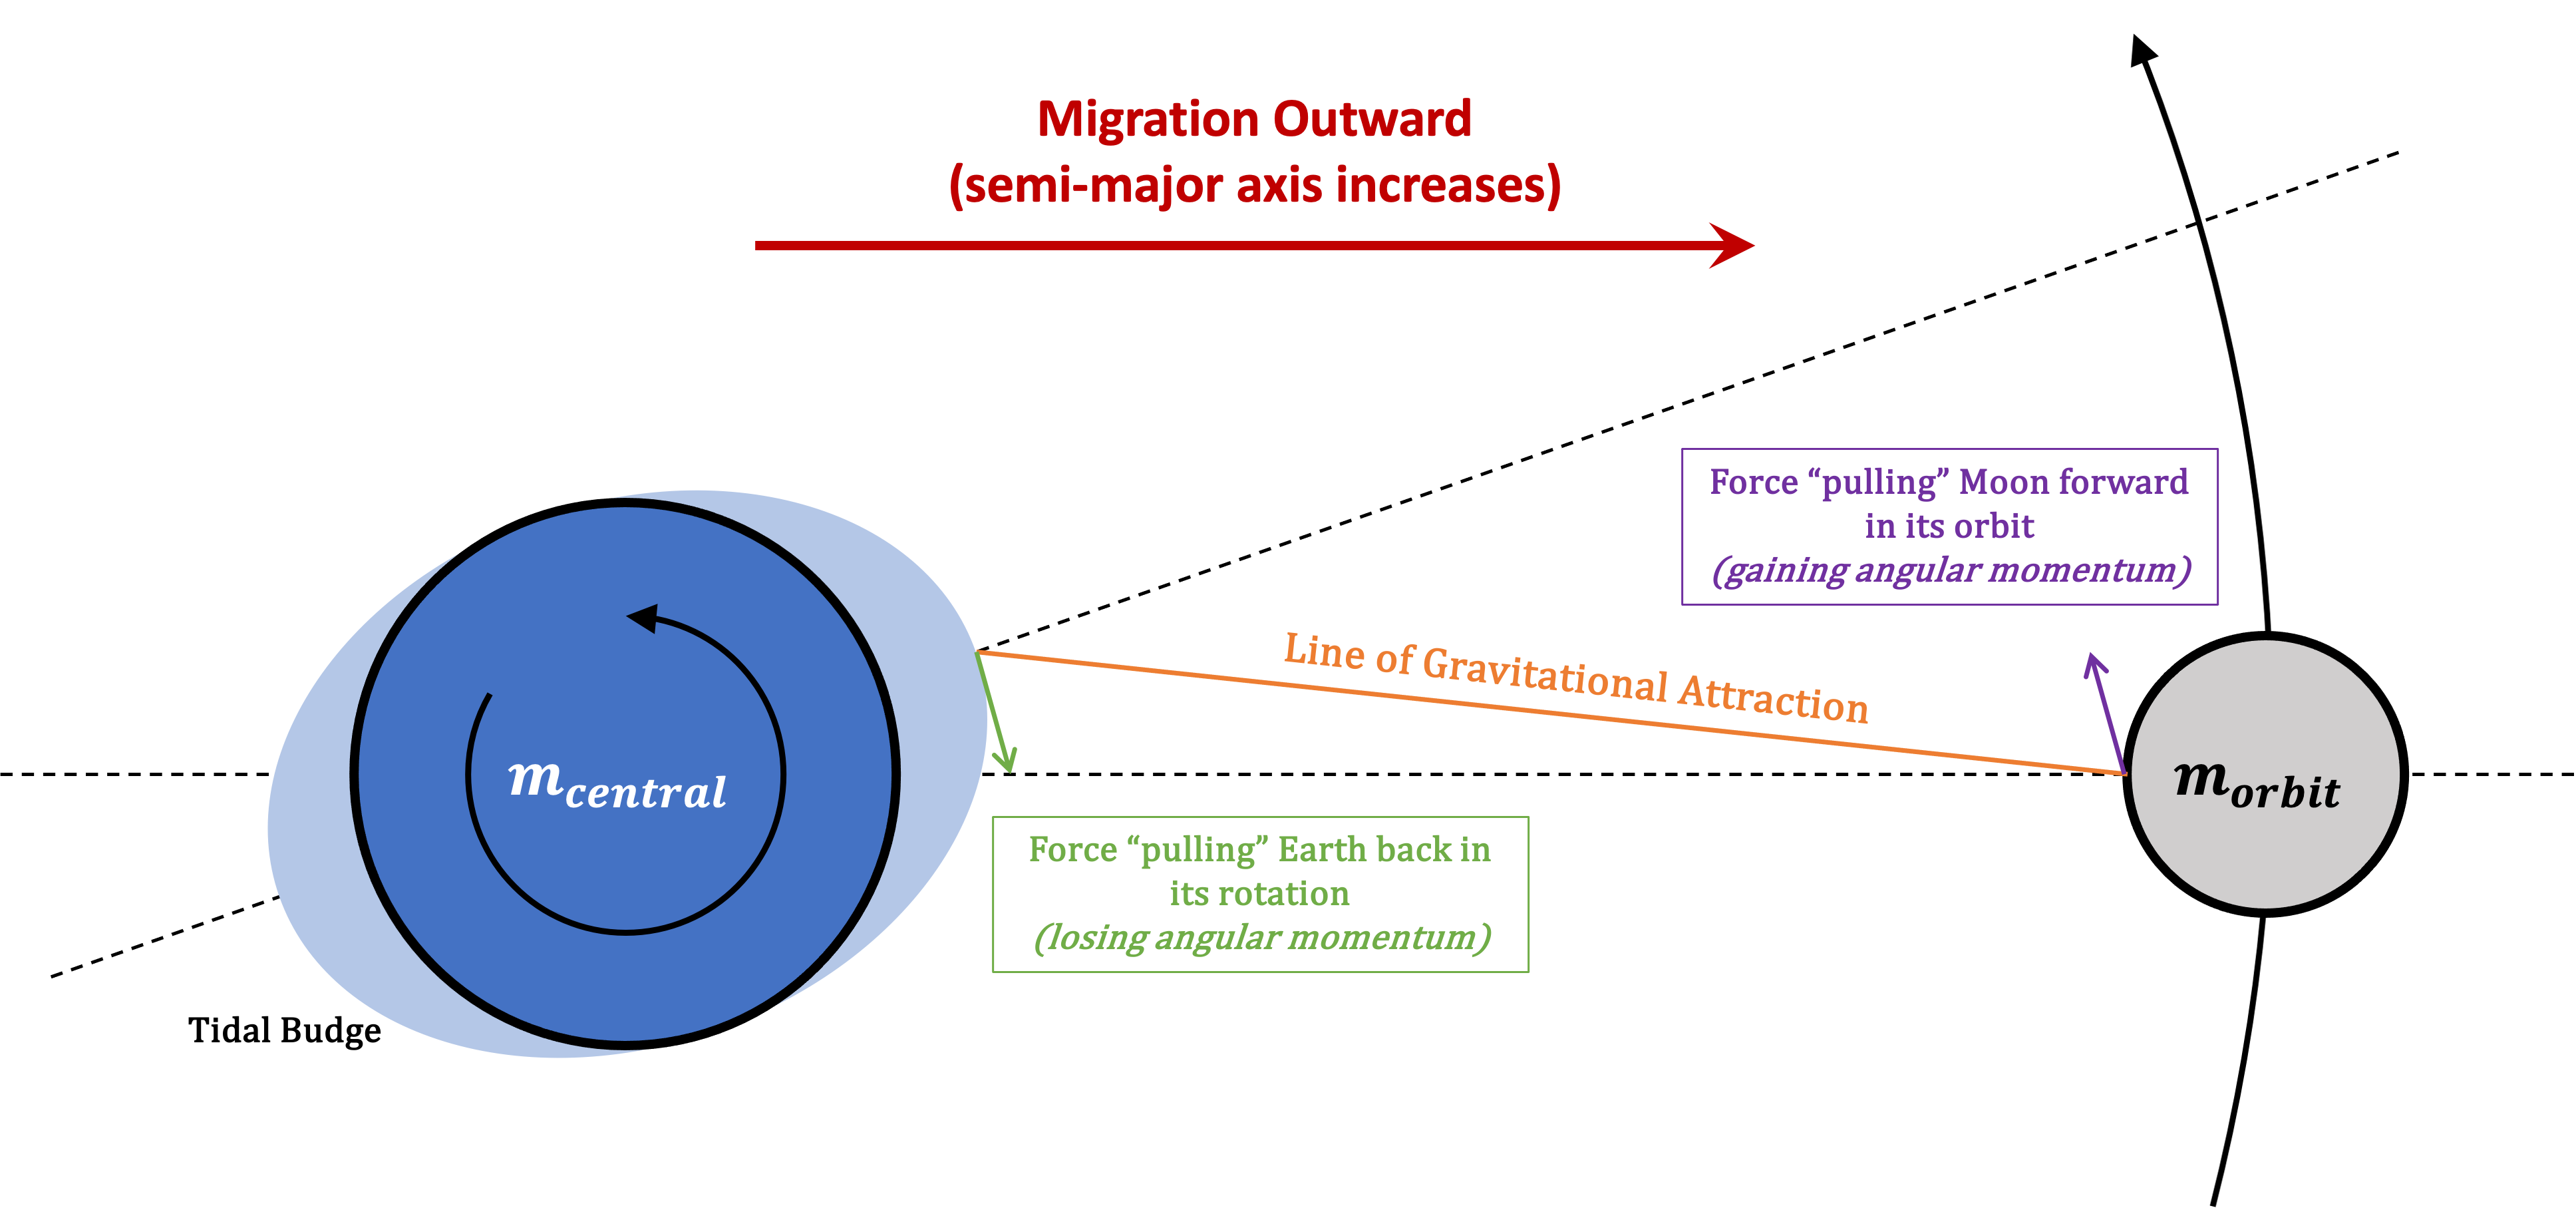 Migration Outward
(semi-major axis increases)
Force “pulling” Moon forward
in its orbit
(gaining angular momentum)
Line of Gravitational Attraction
m_central
m_orbit
Force “pulling” Earth back in
its rotation
(losing angular momentum)
Tidal Budge